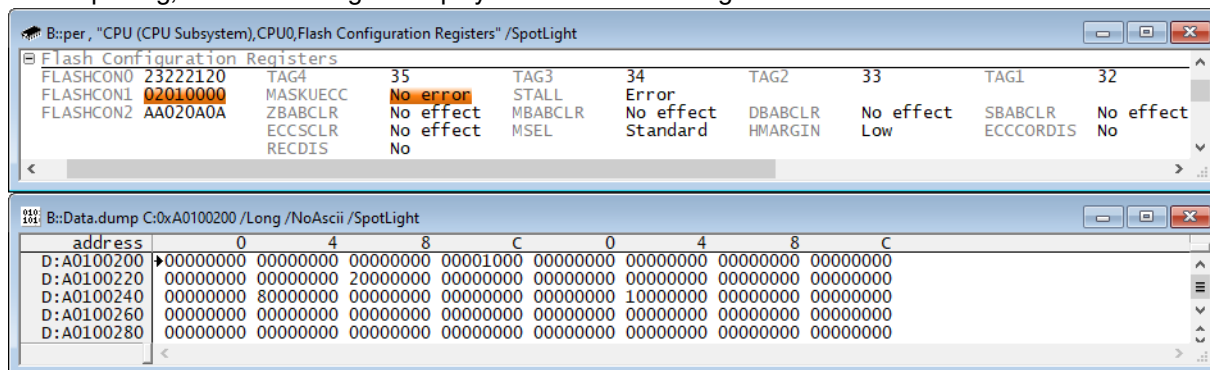 B::per , "CPU (CPU Subsystem),CPU0,Flash Configuration Registers" /SpotLight
Flash Configuration Registers
FLASHCON0 23222120 TAG4 35 TAG3 34 TAG2 33 TAG1 32
FLASHCON1 02010000 MASKUECC No error STALL Error
FLASHCON2 AA020A0A ZBABCLR No effect MBABCLR No effect DBABCLR No effect SBABCLR No effect
ECCSCLR No effect MSEL Standard HMARGIN Low ECCCORDIS No
RECDIS No
B::Data.dump C:0xA0100200 /Long /NoAscii /SpotLight
address 0 4 8 C 0 4 8 C
D:A0100200 00000000 00000000 00000000 00001000 00000000 00000000 00000000 00000000
D:A0100220 00000000 00000000 20000000 00000000 00000000 00000000 00000000 00000000
D:A0100240 00000000 80000000 00000000 00000000 00000000 10000000 00000000 00000000
D:A0100260 00000000 00000000 00000000 00000000 00000000 00000000 00000000 00000000
D:A0100280 00000000 00000000 00000000 00000000 00000000 00000000 00000000 00000000